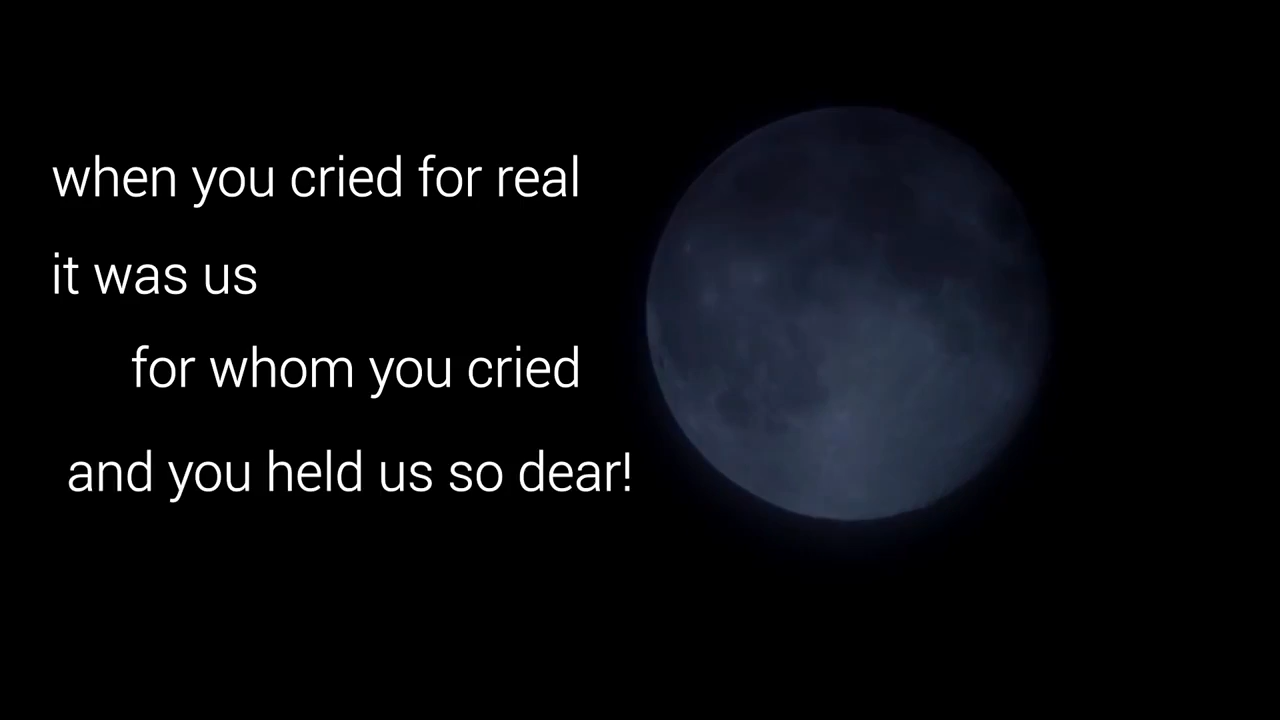 when you cried for real
it was us
for whom you cried
and you held us so dear!